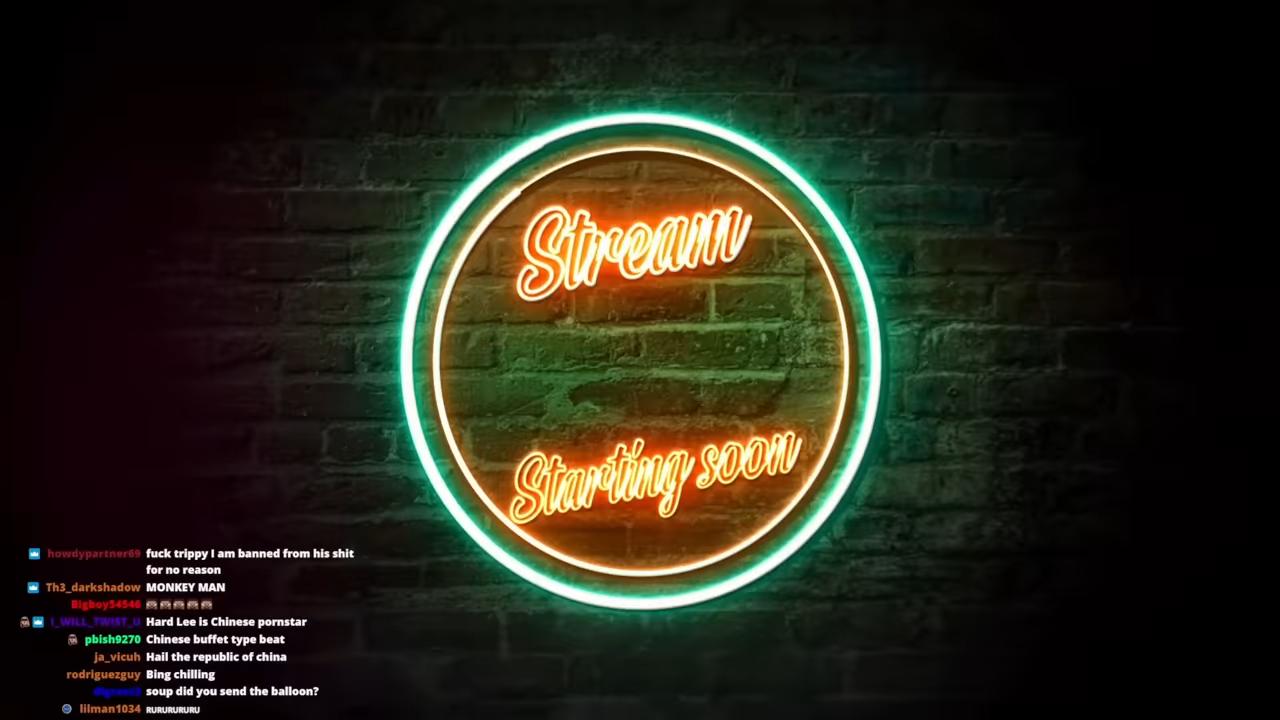 Stream
Starting soon
howdypartner69 fuck trippy I am banned from his shit
for no reason
Th3_darkshadow MONKEY MAN
Bigboy54546
I_WILL_TWIST_U Hard Lee is Chinese pornstar
pbish9270 Chinese buffet type beat
ja_vicuh Hail the republic of china
rodriguezguy Bing chilling
soup did you send the balloon?
lilman1034 RURURURURU